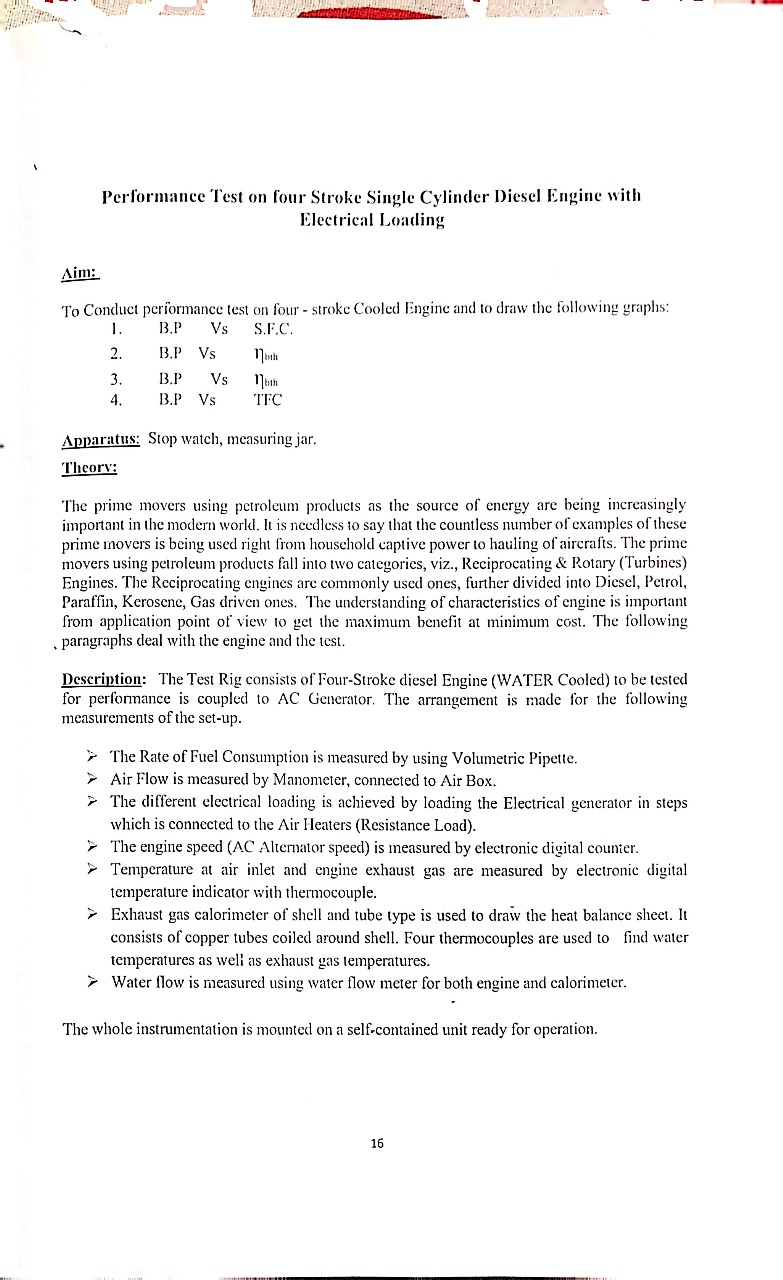 Performance Test on four Stroke Single Cylinder Diesel Engine with
Electrical Loading
Aim:
To Conduct performance test on four - stroke Cooled Engine and to draw the following graphs:
1. B.P Vs S.F.C.
2. B.P Vs ηbth
3. B.P Vs ηbth
4. B.P Vs TFC
Apparatus: Stop watch, measuring jar.
Theory:
The prime movers using petroleum products as the source of energy are being increasingly
important in the modern world. It is needless to say that the countless number of examples of these
prime movers is being used right from household captive power to hauling of aircrafts. The prime
movers using petroleum products fall into two categories, viz., Reciprocating & Rotary (Turbines)
Engines. The Reciprocating engines are commonly used ones, further divided into Diesel, Petrol,
Paraffin, Kerosene, Gas driven ones. The understanding of characteristics of engine is important
from application point of view to get the maximum benefit at minimum cost. The following
paragraphs deal with the engine and the test.
Description: The Test Rig consists of Four-Stroke diesel Engine (WATER Cooled) to be tested
for performance is coupled to AC Generator. The arrangement is made for the following
measurements of the set-up.
➢ The Rate of Fuel Consumption is measured by using Volumetric Pipette.
➢ Air Flow is measured by Manometer, connected to Air Box.
➢ The different electrical loading is achieved by loading the Electrical generator in steps
which is connected to the Air Heaters (Resistance Load).
➢ The engine speed (AC Alternator speed) is measured by electronic digital counter.
➢ Temperature at air inlet and engine exhaust gas are measured by electronic digital
temperature indicator with thermocouple.
➢ Exhaust gas calorimeter of shell and tube type is used to draw the heat balance sheet. It
consists of copper tubes coiled around shell. Four thermocouples are used to find water
temperatures as well as exhaust gas temperatures.
➢ Water flow is measured using water flow meter for both engine and calorimeter.
The whole instrumentation is mounted on a self-contained unit ready for operation.
16